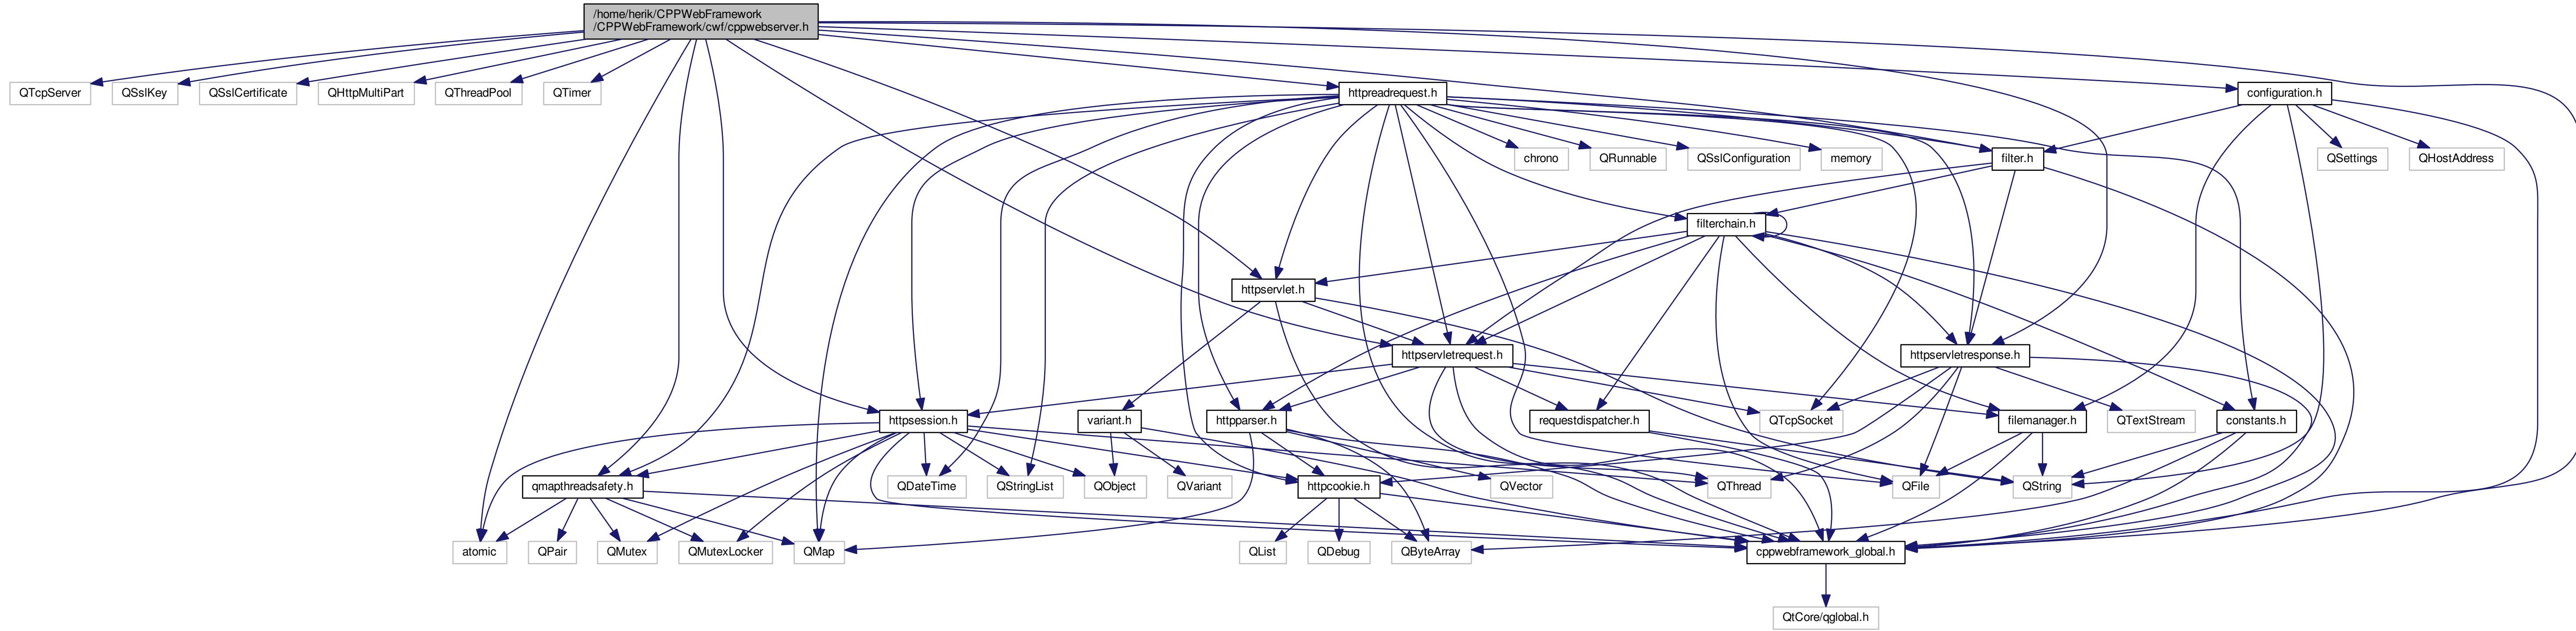 /home/herik/CPPWebFramework
/CPPWebFramework/cwf/cppwebserver.h
QTcpServer
QSslKey
QSslCertificate
QHttpMultiPart
QThreadPool
QTimer
httpreadrequest.h
configuration.h
chrono
QRunnable
QSslConfiguration
memory
filter.h
QSettings
QHostAddress
filterchain.h
httpservlet.h
httpservletrequest.h
httpservletresponse.h
httpsession.h
variant.h
httpparser.h
requestdispatcher.h
QTcpSocket
filemanager.h
QTextStream
constants.h
qmapthreadsafety.h
QDateTime
QStringList
QObject
QVariant
httpcookie.h
QVector
QThread
QFile
QString
atomic
QPair
QMutex
QMutexLocker
QMap
QList
QDebug
QByteArray
cppwebframework_global.h
QtCore/qglobal.h